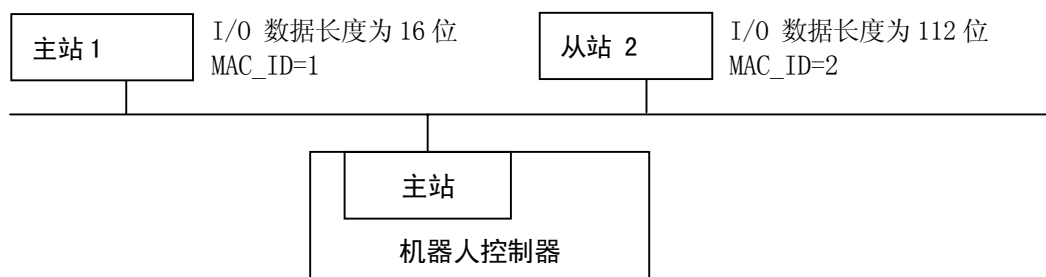 主站 1
I/O 数据长度为 16 位
MAC_ID=1
从站 2
I/O 数据长度为 112 位
MAC_ID=2
主站
机器人控制器